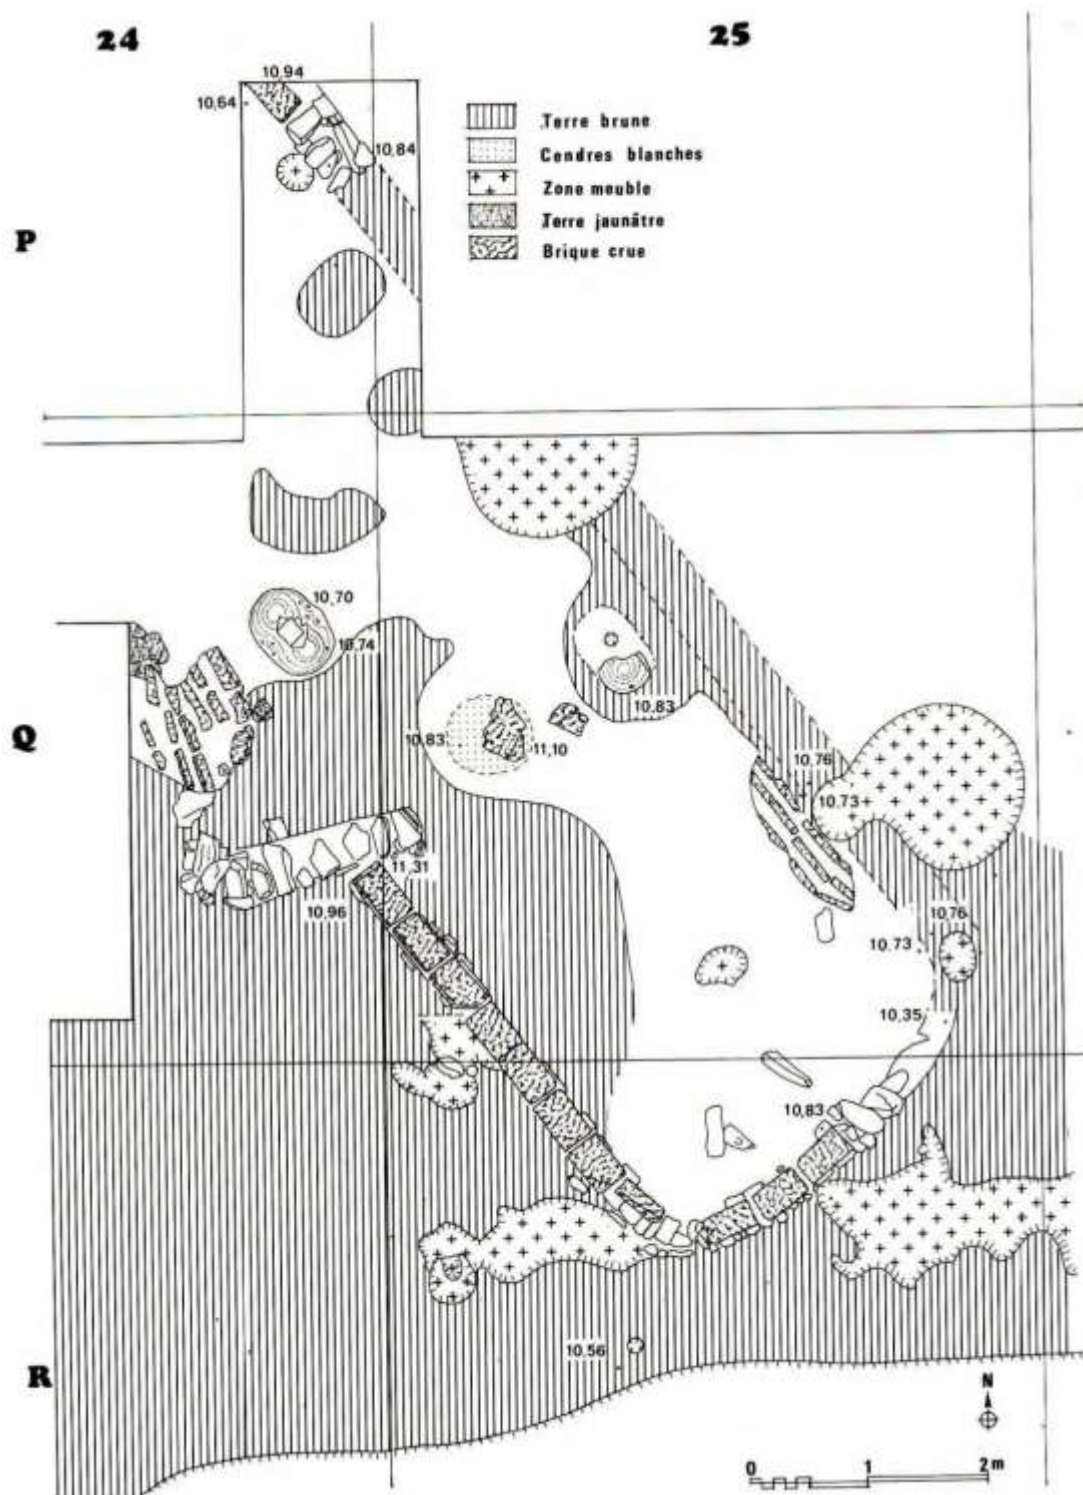 24
25
10,94
10,64
10,84
Terre brune
Cendres blanches
Zone meuble
Terre jaunâtre
Brique crue
P
10,70
10,74
10,83
Q
10,83
11,10
10,76
10,73
11,31
10,96
10,76
10,73
10,35
10,83
10,56
R
N
0 1 2 m